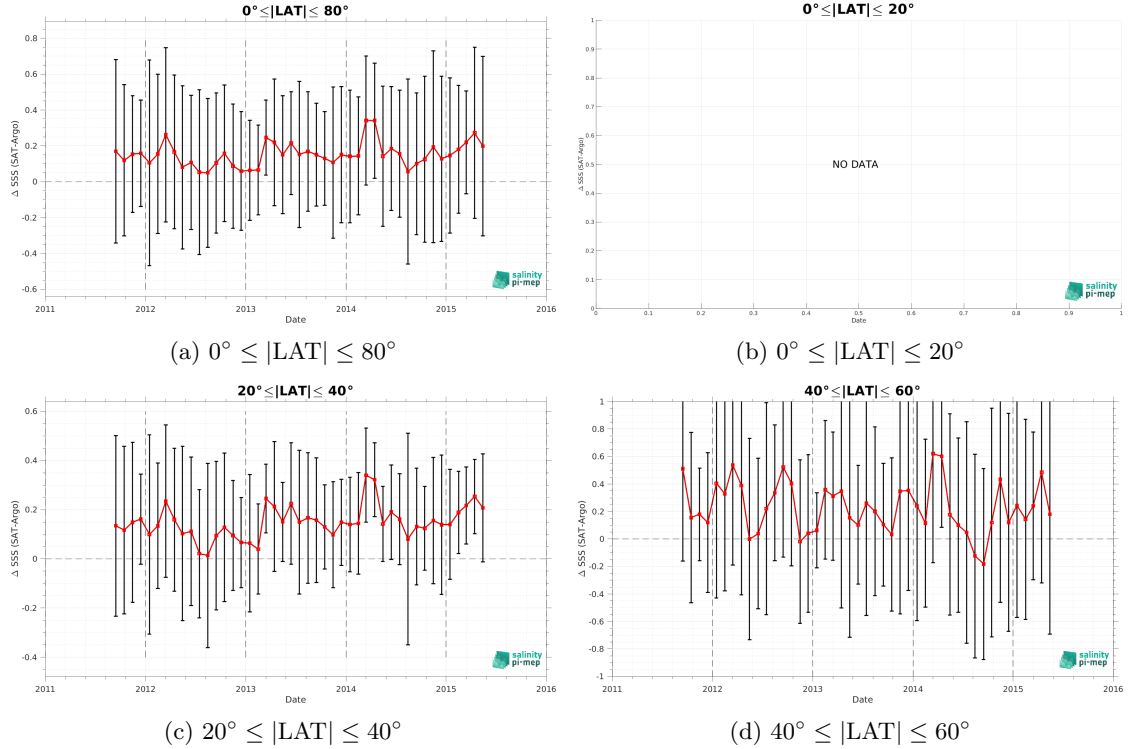 0°≤|LAT|≤ 80°
Δ SSS (SAT-Argo)
0.8
0.6
0.4
0.2
0
-0.2
-0.4
-0.6
2011 2012 2013 2014 2015 2016
Date
salinity
pi-mep
(a) 0° ≤ |LAT| ≤ 80°
0°≤|LAT|≤ 20°
Δ SSS (SAT-Argo)
1
0.9
0.8
0.7
0.6
0.5
0.4
0.3
0.2
0.1
0
NO DATA
0 0.1 0.2 0.3 0.4 0.5 0.6 0.7 0.8 0.9 1
Date
salinity
pi-mep
(b) 0° ≤ |LAT| ≤ 20°
20°≤|LAT|≤ 40°
Δ SSS (SAT-Argo)
0.6
0.4
0.2
0
-0.2
-0.4
2011 2012 2013 2014 2015 2016
Date
salinity
pi-mep
(c) 20° ≤ |LAT| ≤ 40°
40°≤|LAT|≤ 60°
Δ SSS (SAT-Argo)
1
0.8
0.6
0.4
0.2
0
-0.2
-0.4
-0.6
-0.8
-1
2011 2012 2013 2014 2015 2016
Date
salinity
pi-mep
(d) 40° ≤ |LAT| ≤ 60°